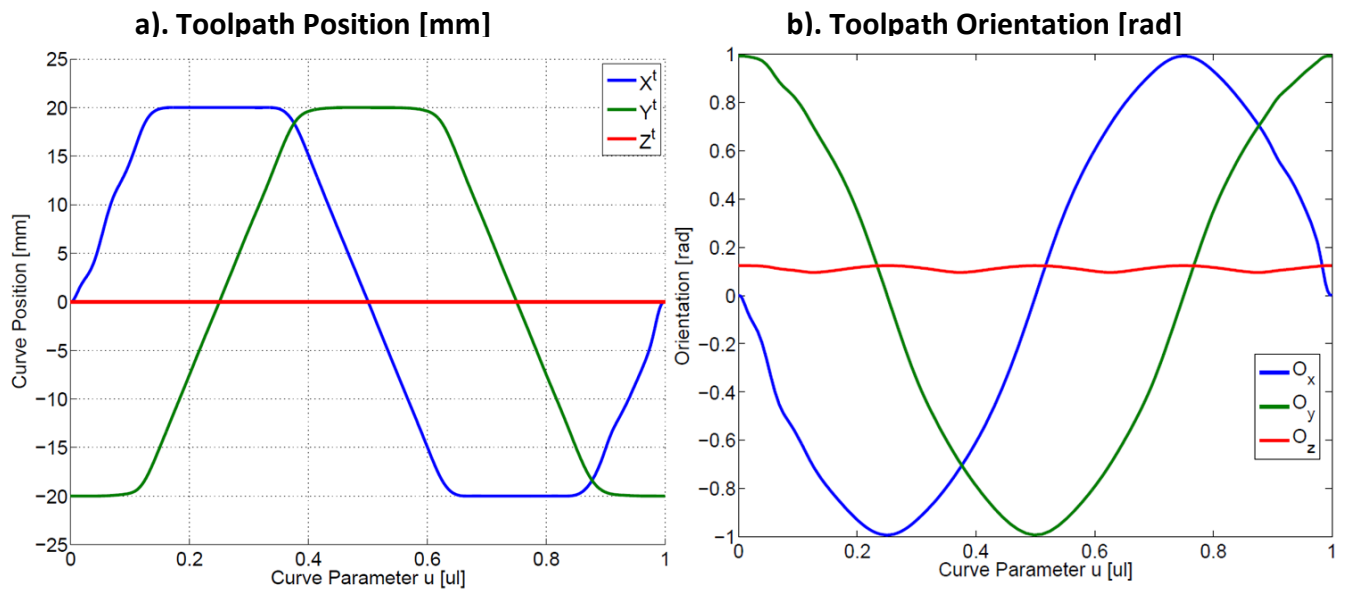 a). Toolpath Position [mm]
25
20
15
10
5
0
−5
−10
−15
−20
−25
0
0.2
0.4
0.6
0.8
1
Curve Position [mm]
Curve Parameter u [ul]
X^t
Y^t
Z^t
b). Toolpath Orientation [rad]
1
0.8
0.6
0.4
0.2
0
−0.2
−0.4
−0.6
−0.8
−1
0
0.2
0.4
0.6
0.8
1
Orientation [rad]
Curve Parameter u [ul]
O_x
O_y
O_z